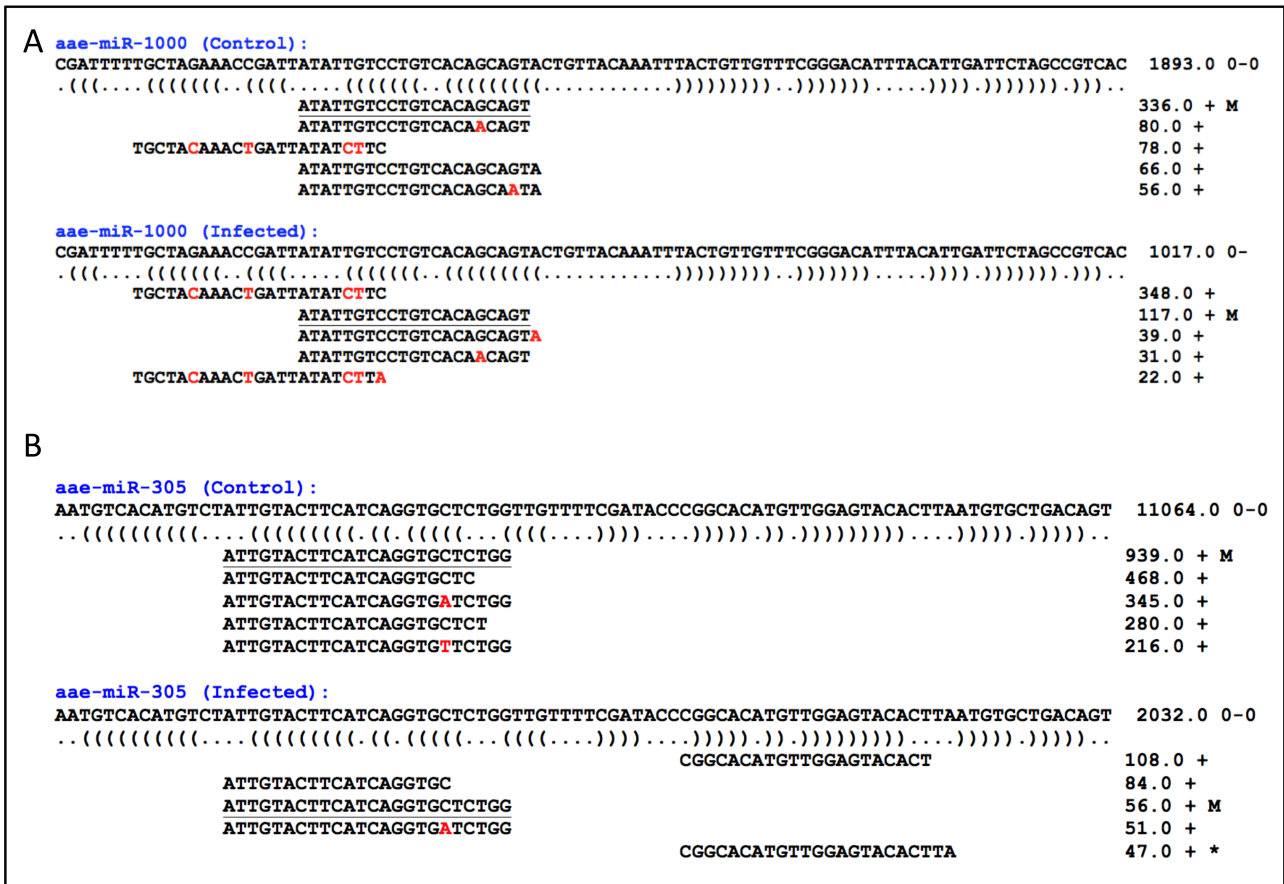 A
aae-miR-1000 (Control):
CGATTTTTGCTAGAAACCGATTATATTGTCCTGTCACAGCAGTACTGTTACAAATTTACTGTTGTTTCGGGACATTTACATTGATTCTAGCCGTCAC 1893.0 0-0
.(((....(((((((..((((.....(((((((..(((((((((............)))))))))..))))))).....)))).))))))).)))..
ATATTGTCCTGTCACAGCAGT 336.0 + M
ATATTGTCCTGTCACAACAGT 80.0 +
TGCTACAAACTGATTATATCTTC 78.0 +
ATATTGTCCTGTCACAGCAGTA 66.0 +
ATATTGTCCTGTCACAGCAATA 56.0 +
aae-miR-1000 (Infected):
CGATTTTTGCTAGAAACCGATTATATTGTCCTGTCACAGCAGTACTGTTACAAATTTACTGTTGTTTCGGGACATTTACATTGATTCTAGCCGTCAC 1017.0 0-
.(((....(((((((..((((.....(((((((..(((((((((............)))))))))..))))))).....)))).))))))).)))..
TGCTACAAACTGATTATATCTTC 348.0 +
ATATTGTCCTGTCACAGCAGT 117.0 + M
ATATTGTCCTGTCACAGCAGTA 39.0 +
ATATTGTCCTGTCACAACAGT 31.0 +
TGCTACAAACTGATTATATCTTA 22.0 +
B
aae-miR-305 (Control):
AATGTCACATGTCTATTGTACTTCATCAGGTGCTCTGGTTGTTTTCGATACCCGGCACATGTTGGAGTACACTTAATGTGCTGACAGT 11064.0 0-0
..((((((((((....(((((((((.((.(((((...((((....))))....))))).)).)))))))))....))))).)))))..
ATTGTACTTCATCAGGTGCTCTGG 939.0 + M
ATTGTACTTCATCAGGTGCTC 468.0 +
ATTGTACTTCATCAGGTGATCTGG 345.0 +
ATTGTACTTCATCAGGTGCTCT 280.0 +
ATTGTACTTCATCAGGTGTTCTGG 216.0 +
aae-miR-305 (Infected):
AATGTCACATGTCTATTGTACTTCATCAGGTGCTCTGGTTGTTTTCGATACCCGGCACATGTTGGAGTACACTTAATGTGCTGACAGT 2032.0 0-0
..((((((((((....(((((((((.((.(((((...((((....))))....))))).)).)))))))))....))))).)))))..
CGGCACATGTTGGAGTACACT 108.0 +
ATTGTACTTCATCAGGTGC 84.0 +
ATTGTACTTCATCAGGTGCTCTGG 56.0 + M
ATTGTACTTCATCAGGTGATCTGG 51.0 +
CGGCACATGTTGGAGTACACTTA 47.0 + *